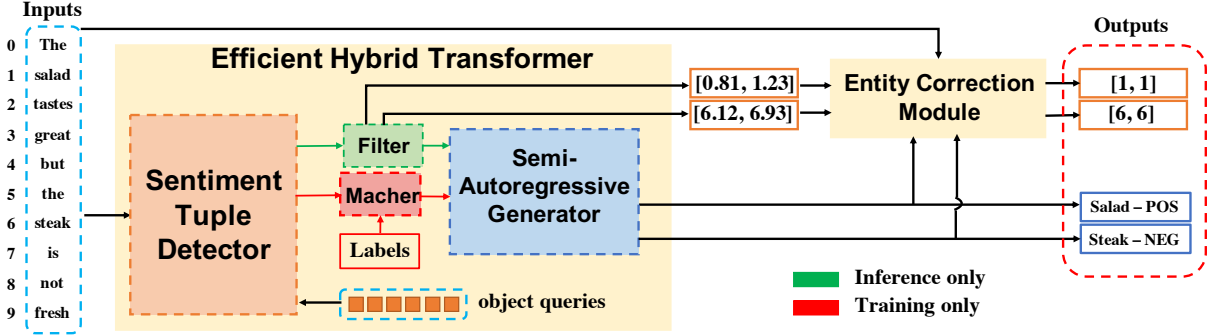 Inputs
0 The
1 salad
2 tastes
3 great
4 but
5 the
6 steak
7 is
8 not
9 fresh
Efficient Hybrid Transformer
Sentiment
Tuple
Detector
Filter
Macher
Labels
object queries
Semi-
Autoregressive
Generator
[0.81, 1.23]
[6.12, 6.93]
Entity Correction
Module
Inference only
Training only
Outputs
[1, 1]
[6, 6]
Salad – POS
Steak – NEG